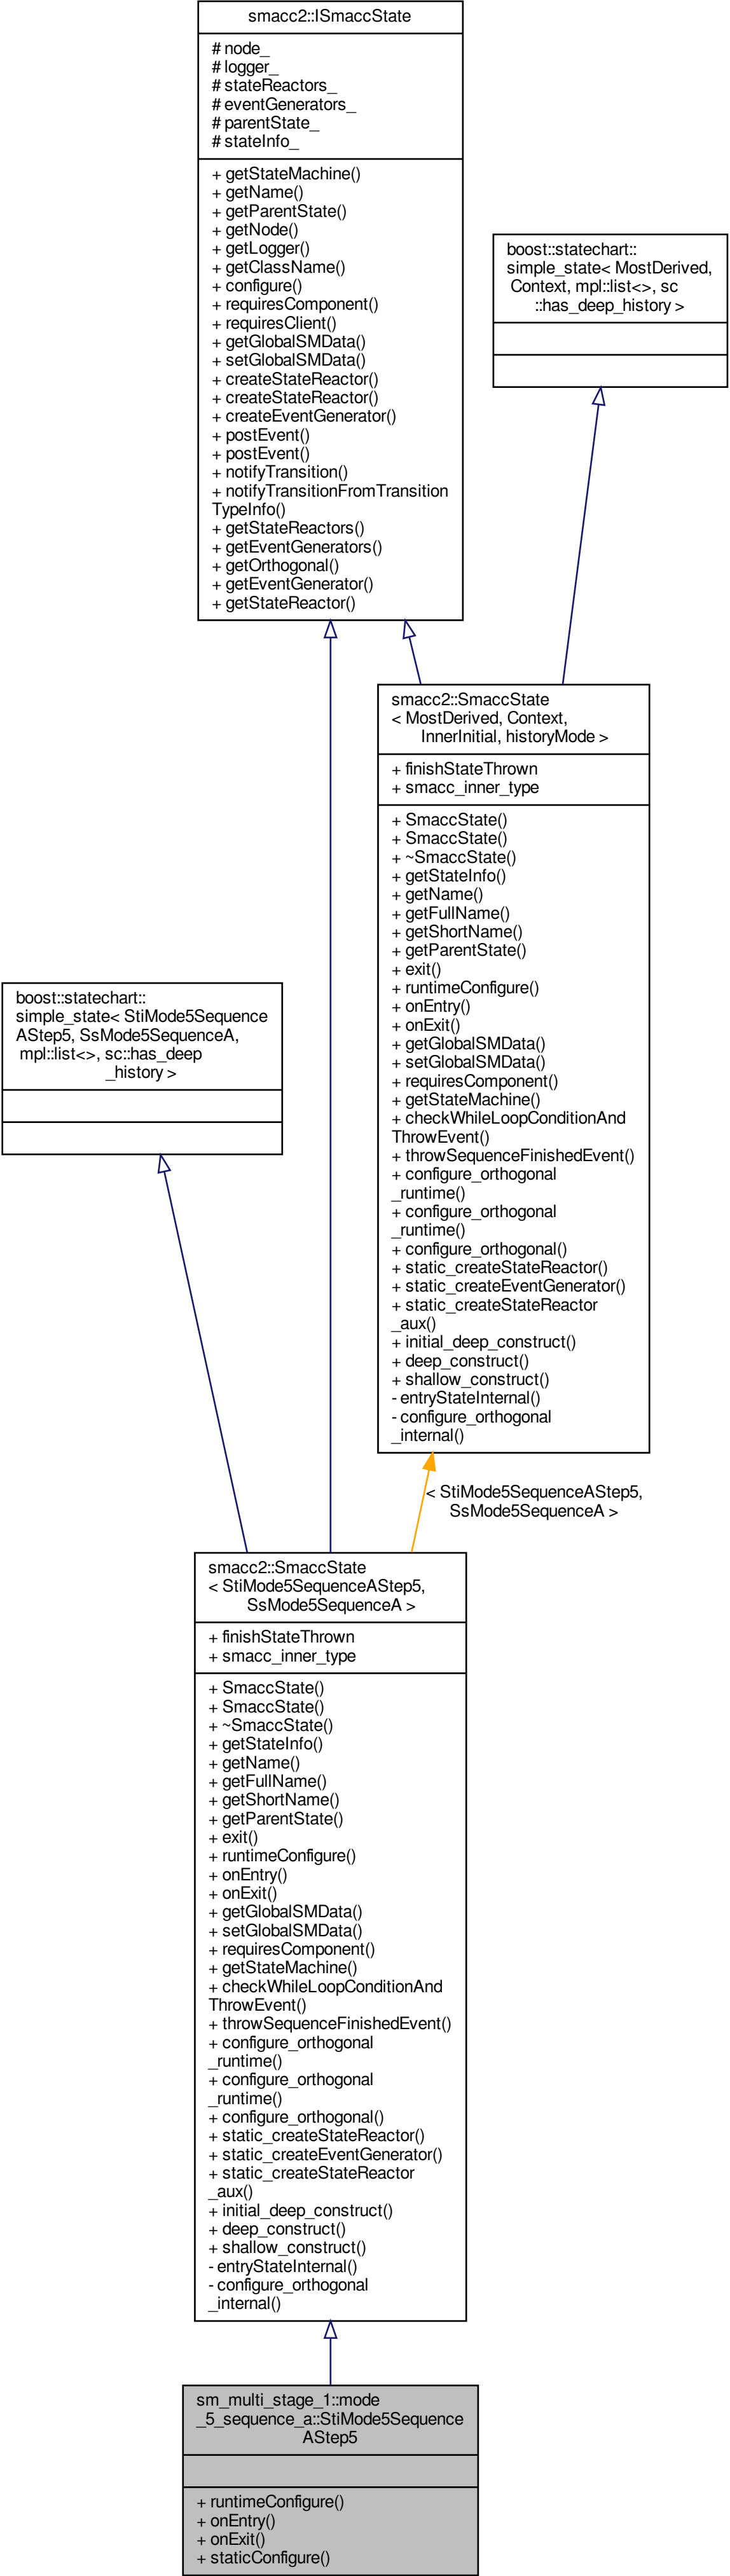 smacc2::ISmaccState
# node_
# logger_
# stateReactors_
# eventGenerators_
# parentState_
# stateInfo_
+ getStateMachine()
+ getName()
+ getParentState()
+ getNode()
+ getLogger()
+ getClassName()
+ configure()
+ requiresComponent()
+ requiresClient()
+ getGlobalSMData()
+ setGlobalSMData()
+ createStateReactor()
+ createStateReactor()
+ createEventGenerator()
+ postEvent()
+ postEvent()
+ notifyTransition()
+ notifyTransitionFromTransition
TypeInfo()
+ getStateReactors()
+ getEventGenerators()
+ getOrthogonal()
+ getEventGenerator()
+ getStateReactor()
boost::statechart::
simple_state< MostDerived,
Context, mpl::list<>, sc
::has_deep_history >
smacc2::SmaccState
< MostDerived, Context,
InnerInitial, historyMode >
+ finishStateThrown
+ smacc_inner_type
+ SmaccState()
+ SmaccState()
+ ~SmaccState()
+ getStateInfo()
+ getName()
+ getFullName()
+ getShortName()
+ getParentState()
+ exit()
+ runtimeConfigure()
+ onEntry()
+ onExit()
+ getGlobalSMData()
+ setGlobalSMData()
+ requiresComponent()
+ getStateMachine()
+ checkWhileLoopConditionAnd
ThrowEvent()
+ throwSequenceFinishedEvent()
+ configure_orthogonal
_runtime()
+ configure_orthogonal
_runtime()
+ configure_orthogonal()
+ static_createStateReactor()
+ static_createEventGenerator()
+ static_createStateReactor
_aux()
+ initial_deep_construct()
+ deep_construct()
+ shallow_construct()
- entryStateInternal()
- configure_orthogonal
_internal()
boost::statechart::
simple_state< StiMode5Sequence
AStep5, SsMode5SequenceA,
mpl::list<>, sc::has_deep
_history >
< StiMode5SequenceAStep5,
SsMode5SequenceA >
smacc2::SmaccState
< StiMode5SequenceAStep5,
SsMode5SequenceA >
+ finishStateThrown
+ smacc_inner_type
+ SmaccState()
+ SmaccState()
+ ~SmaccState()
+ getStateInfo()
+ getName()
+ getFullName()
+ getShortName()
+ getParentState()
+ exit()
+ runtimeConfigure()
+ onEntry()
+ onExit()
+ getGlobalSMData()
+ setGlobalSMData()
+ requiresComponent()
+ getStateMachine()
+ checkWhileLoopConditionAnd
ThrowEvent()
+ throwSequenceFinishedEvent()
+ configure_orthogonal
_runtime()
+ configure_orthogonal
_runtime()
+ configure_orthogonal()
+ static_createStateReactor()
+ static_createEventGenerator()
+ static_createStateReactor
_aux()
+ initial_deep_construct()
+ deep_construct()
+ shallow_construct()
- entryStateInternal()
- configure_orthogonal
_internal()
sm_multi_stage_1::mode
_5_sequence_a::StiMode5Sequence
AStep5
+ runtimeConfigure()
+ onEntry()
+ onExit()
+ staticConfigure()